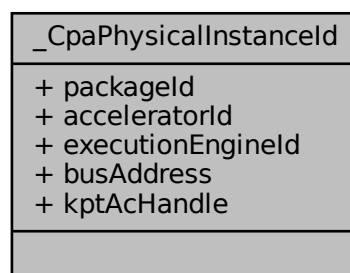 _CpaPhysicalInstanceId
+ packageId
+ acceleratorId
+ executionEngineId
+ busAddress
+ kptAcHandle